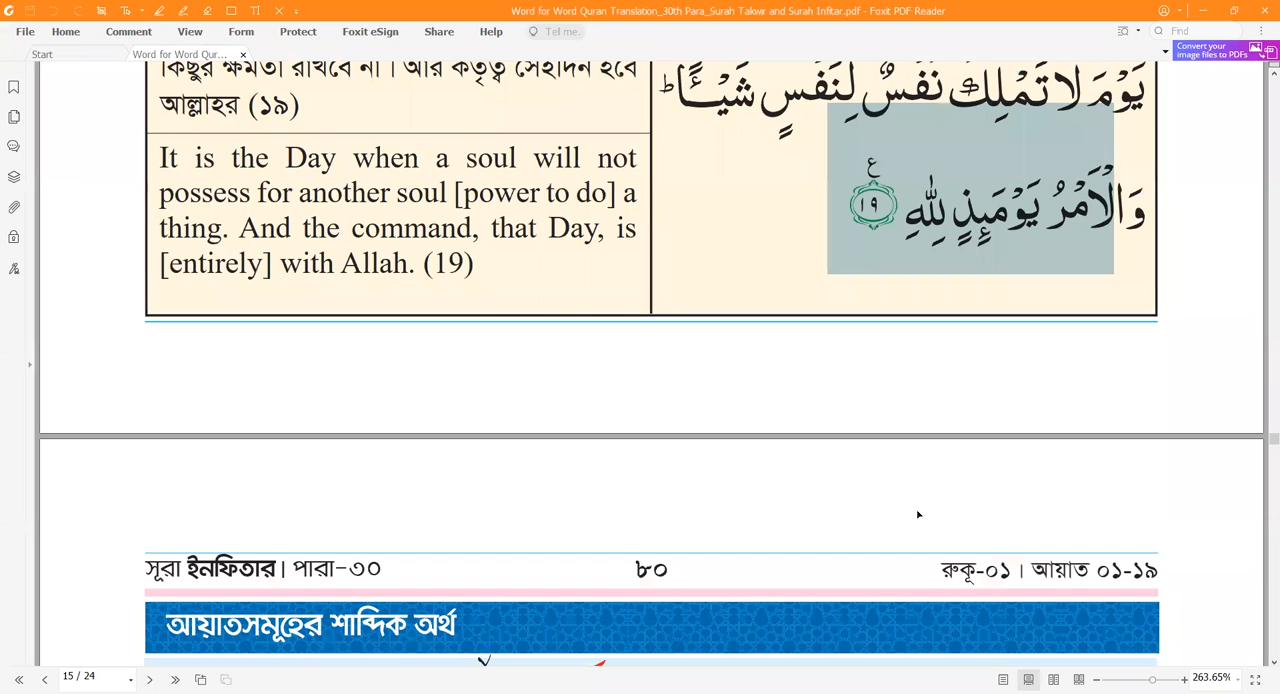 Word for Word Quran Translation_30th Para_Surah Takwr and Surah Infitar.pdf - Foxit PDF Reader
File Home Comment View Form Protect Foxit eSign Share Help Tell me. Find
Start Word for Word Qur... Convert your image files to PDFs
কিছুর ক্ষমতা রাখবে না। আর কর্তৃত্ব সেইদিন হবে
আল্লাহর (১৯)
It is the Day when a soul will not
possess for another soul [power to do] a
thing. And the command, that Day, is
[entirely] with Allah. (19)
يَوْمَ لَا تَمْلِكُ نَفْسٌ لِّنَفْسٍ شَيْـًٔا ؕ
وَالْاَمْرُ يَوْمَىِٕذٍ لِّلّٰهِ ۱۹ ع
সূরা ইনফিতার। পারা-৩০ ৮০ রুকূ-০১ । আয়াত ০১-১৯
আয়াতসমূহের শাব্দিক অর্থ
15 / 24 263.65%